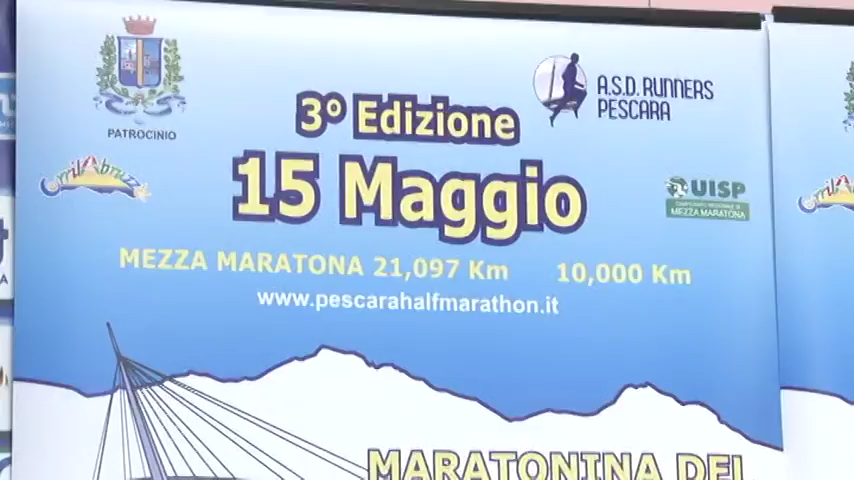 PATROCINIO
3º Edizione
A.S.D. RUNNERS
PESCARA
15 Maggio
UISP
MEZZA MARATONA
MEZZA MARATONA 21,097 Km 10,000 Km
www.pescarahalfmarathon.it
MARATONINA DEI